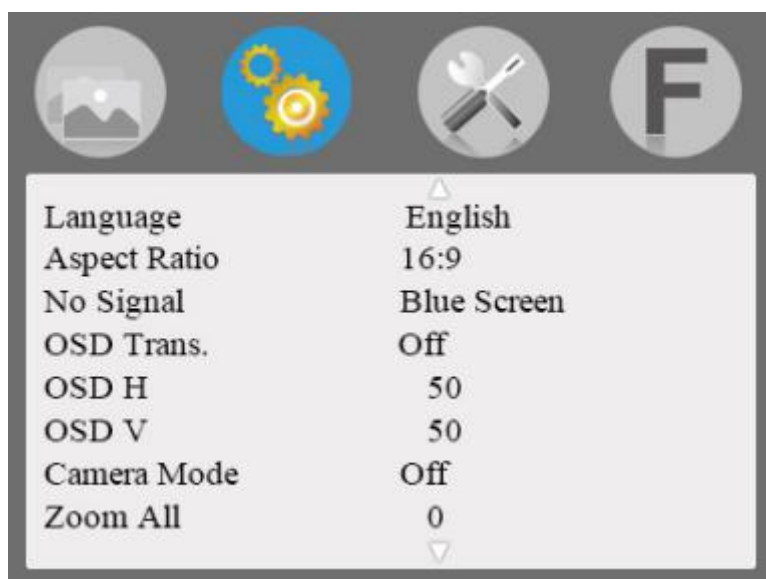 F
Language English
Aspect Ratio 16:9
No Signal Blue Screen
OSD Trans. Off
OSD H 50
OSD V 50
Camera Mode Off
Zoom All 0